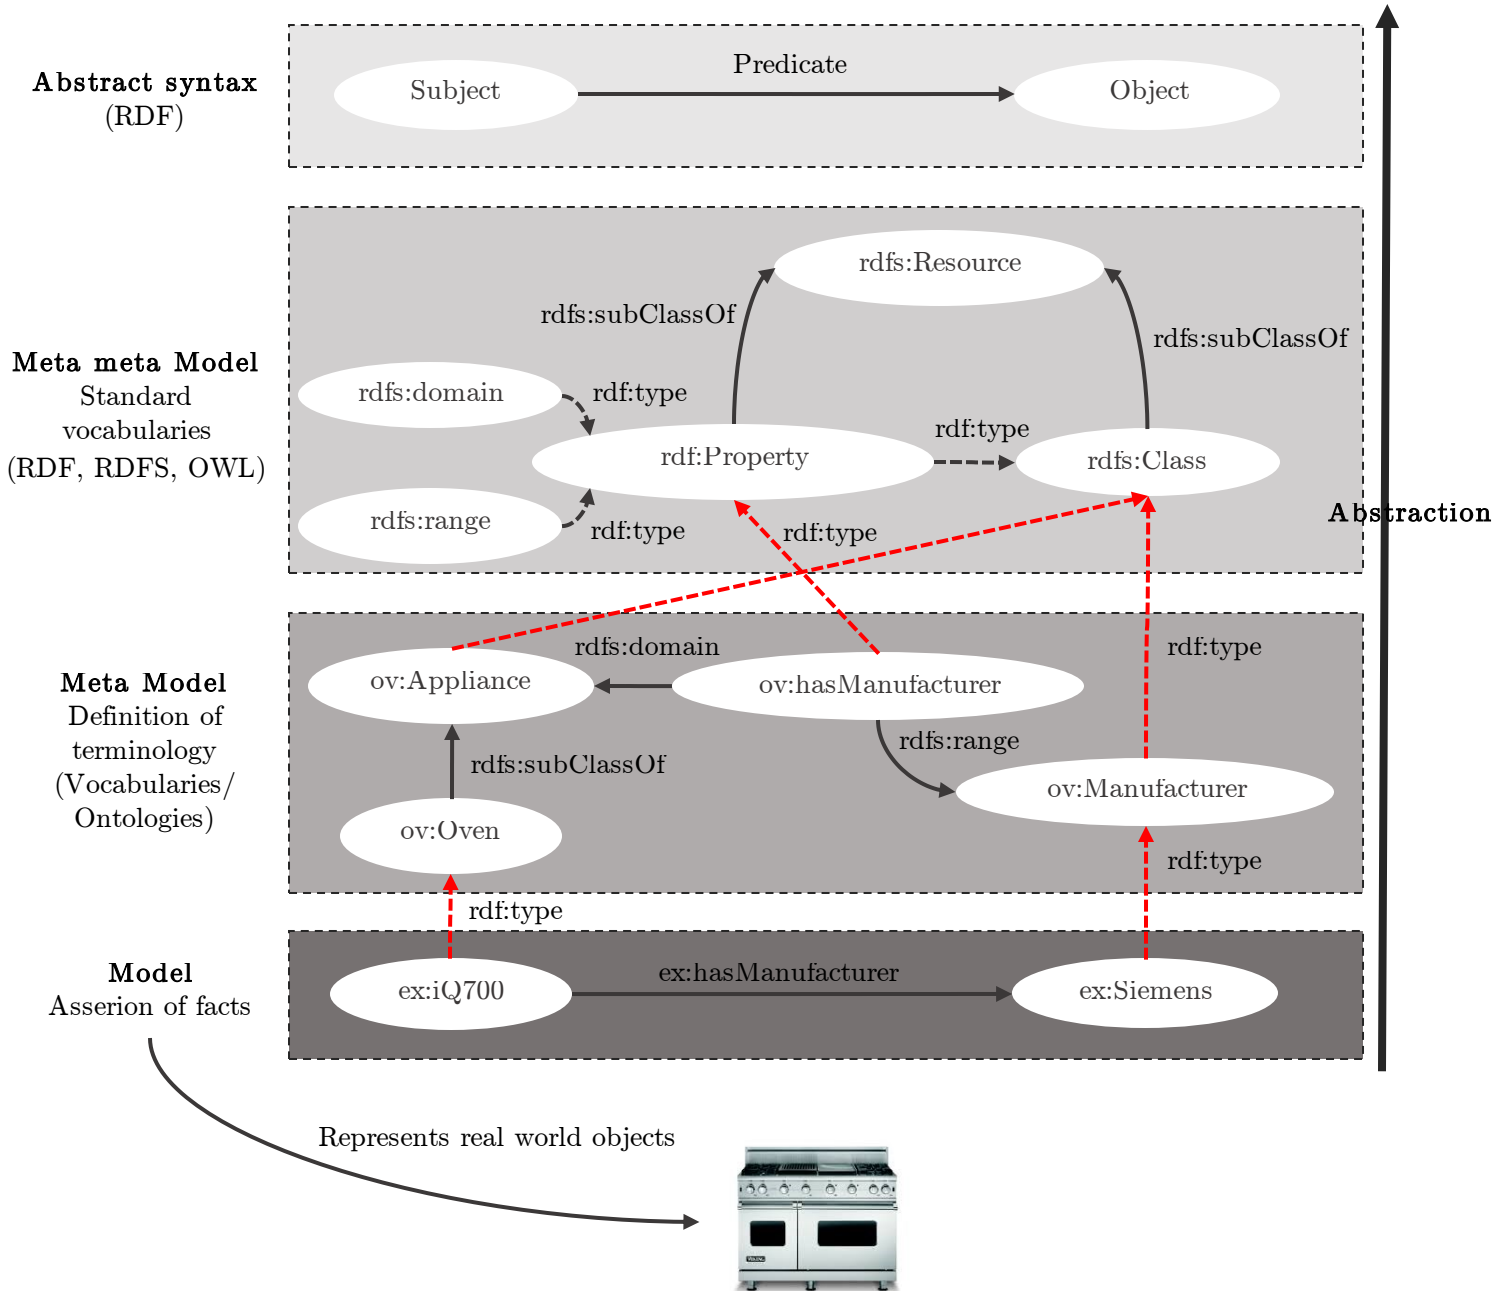 Abstract syntax
(RDF)
Subject
Predicate
Object
Meta meta Model
Standard
vocabularies
(RDF, RDFS, OWL)
rdfs:Resource
rdfs:subClassOf
rdfs:subClassOf
rdfs:domain
rdf:type
rdf:Property
rdf:type
rdfs:Class
rdfs:range
rdf:type
rdf:type
Abstraction
Meta Model
Definition of
terminology
(Vocabularies/
Ontologies)
rdfs:domain
rdf:type
ov:Appliance
ov:hasManufacturer
rdfs:range
rdfs:subClassOf
ov:Manufacturer
ov:Oven
rdf:type
rdf:type
Model
Asserion of facts
ex:iQ700
ex:hasManufacturer
ex:Siemens
Represents real world objects